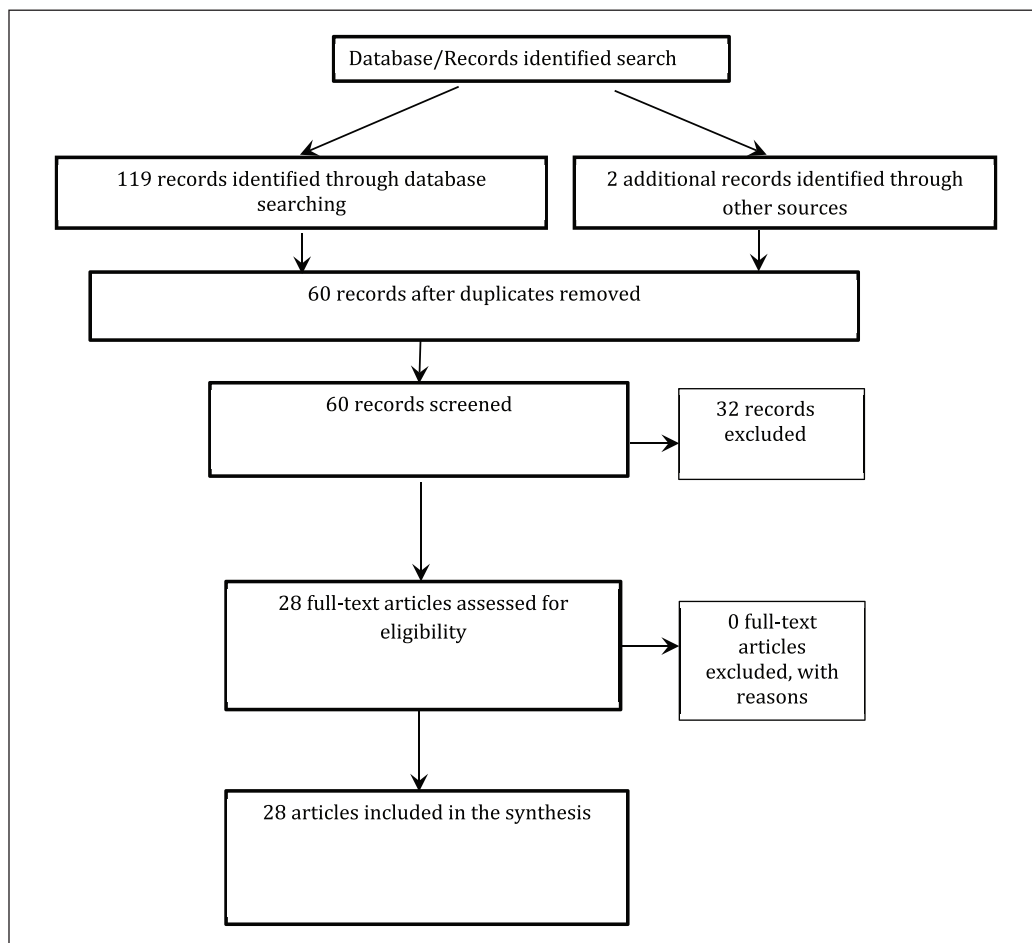 Database/Records identified search
119 records identified through database
searching
2 additional records identified through
other sources
60 records after duplicates removed
60 records screened
32 records
excluded
28 full-text articles assessed for
eligibility
0 full-text
articles
excluded, with
reasons
28 articles included in the synthesis